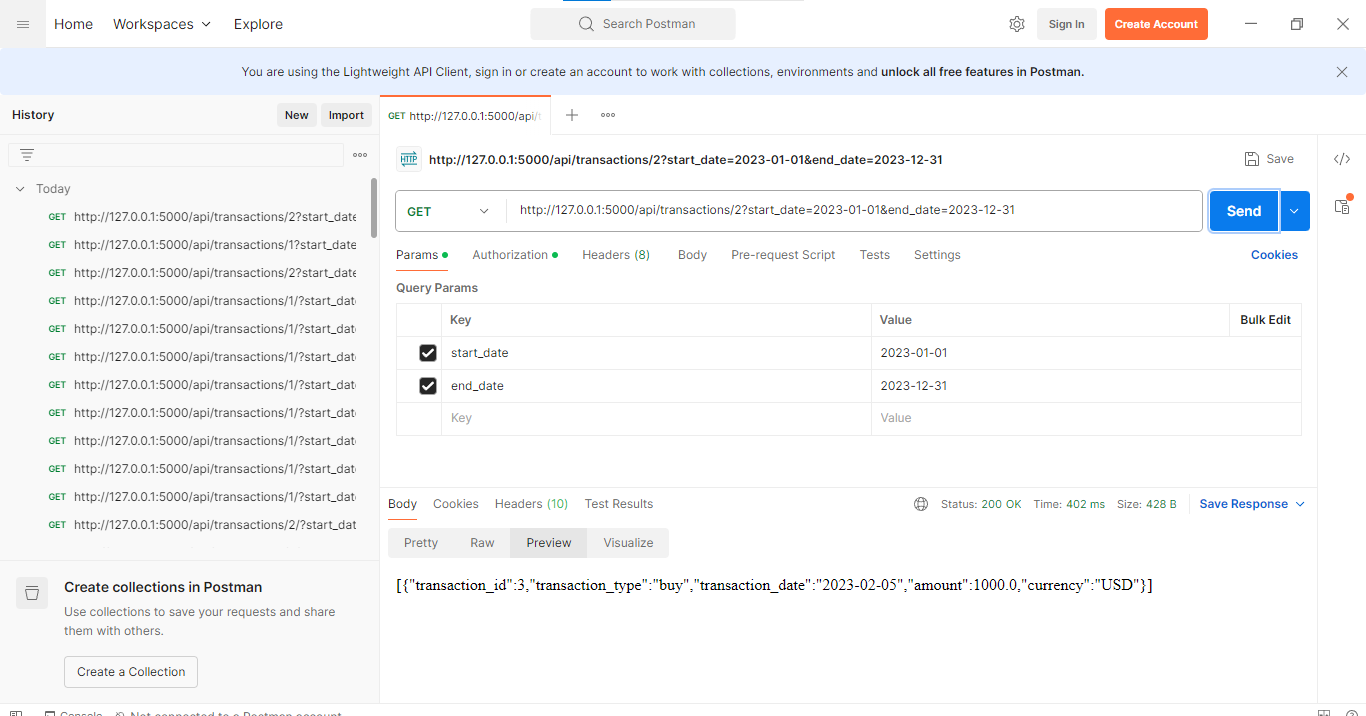 Home Workspaces Explore Search Postman Sign In Create Account
You are using the Lightweight API Client, sign in or create an account to work with collections, environments and unlock all free features in Postman.
History New Import
Today
GET http://127.0.0.1:5000/api/transactions/2?start_date
GET http://127.0.0.1:5000/api/transactions/1?start_date
GET http://127.0.0.1:5000/api/transactions/2?start_date
GET http://127.0.0.1:5000/api/transactions/1/?start_dat
GET http://127.0.0.1:5000/api/transactions/1/?start_dat
GET http://127.0.0.1:5000/api/transactions/1/?start_dat
GET http://127.0.0.1:5000/api/transactions/1/?start_dat
GET http://127.0.0.1:5000/api/transactions/1/?start_dat
GET http://127.0.0.1:5000/api/transactions/1/?start_dat
GET http://127.0.0.1:5000/api/transactions/1/?start_dat
GET http://127.0.0.1:5000/api/transactions/1/?start_dat
GET http://127.0.0.1:5000/api/transactions/2/?start_dat
Create collections in Postman
Use collections to save your requests and share
them with others.
Create a Collection
GET http://127.0.0.1:5000/api/t
HTTP http://127.0.0.1:5000/api/transactions/2?start_date=2023-01-01&end_date=2023-12-31 Save
GET http://127.0.0.1:5000/api/transactions/2?start_date=2023-01-01&end_date=2023-12-31 Send
Params Authorization Headers (8) Body Pre-request Script Tests Settings Cookies
Query Params
Key Value Bulk Edit
start_date 2023-01-01
end_date 2023-12-31
Key Value
Body Cookies Headers (10) Test Results Status: 200 OK Time: 402 ms Size: 428 B Save Response
Pretty Raw Preview Visualize
[{"transaction_id":3,"transaction_type":"buy","transaction_date":"2023-02-05","amount":1000.0,"currency":"USD"}]
Console Not connected to a Postman account